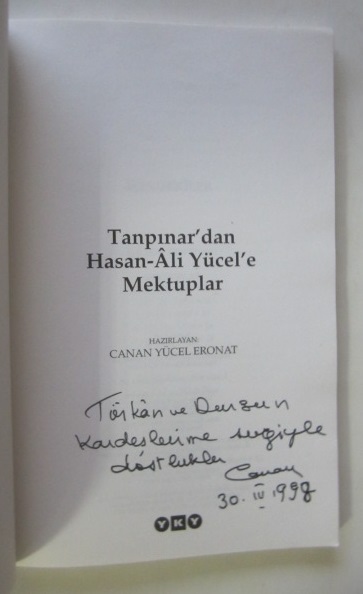 Tanpınar'dan
Hasan-Âli Yücel'e
Mektuplar
HAZIRLAYAN:
CANAN YÜCEL ERONAT
Türkân ve Dursun
Kardeşlerime sevgiyle
dostlukla
Canan
30. IV 1998
YKY